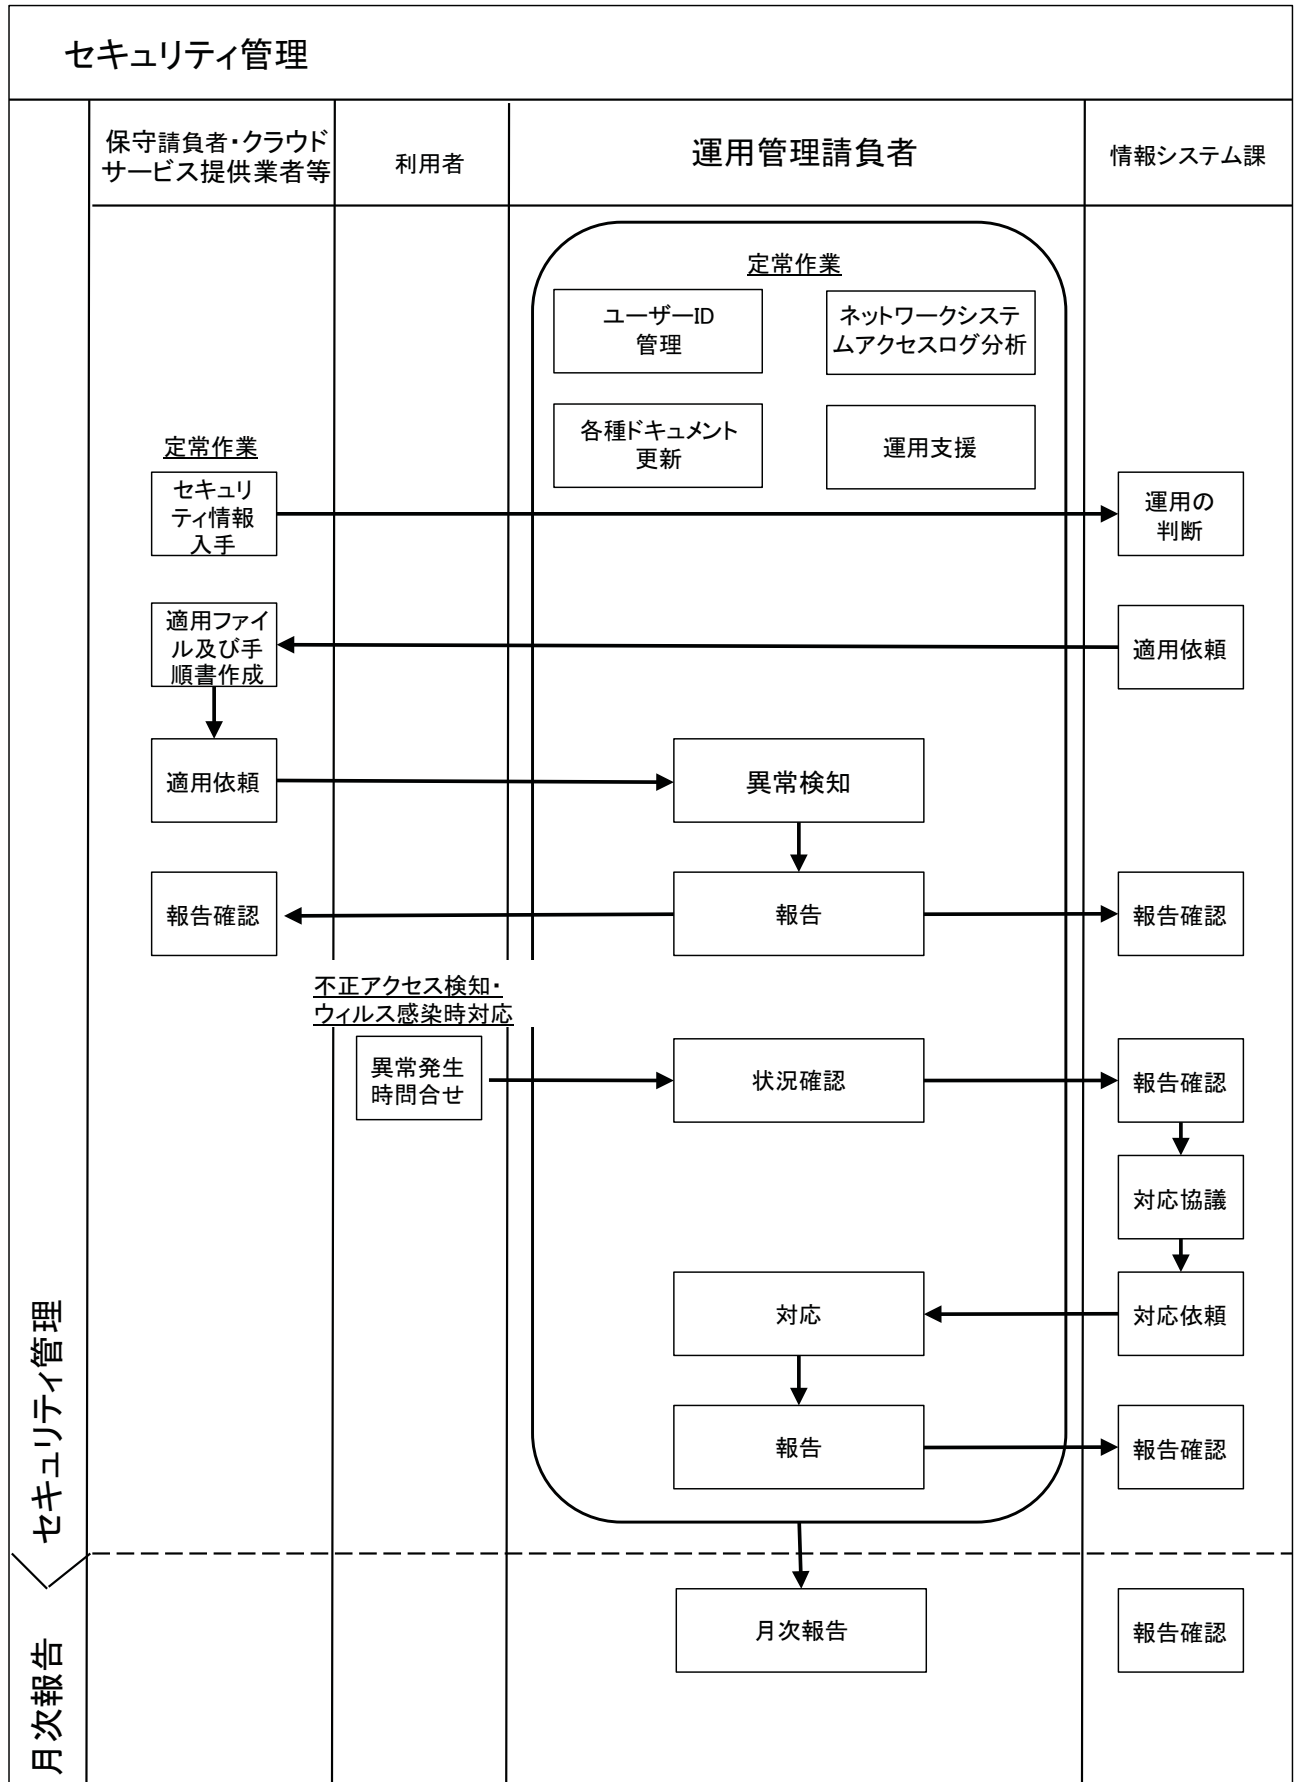 セキュリティ管理
保守請負者・クラウド
サービス提供業者等
利用者
運用管理請負者
情報システム課
定常作業
ユーザーID
管理
ネットワークシステ
ムアクセスログ分析
各種ドキュメント
更新
運用支援
定常作業
セキュリ
ティ情報
入手
運用の
判断
適用ファイ
ル及び手
順書作成
適用依頼
適用依頼
異常検知
報告確認
報告
報告確認
不正アクセス検知・
ウィルス感染時対応
異常発生
時問合せ
状況確認
報告確認
対応協議
対応
対応依頼
報告
報告確認
セキュリティ管理
月次報告
報告確認
月次報告